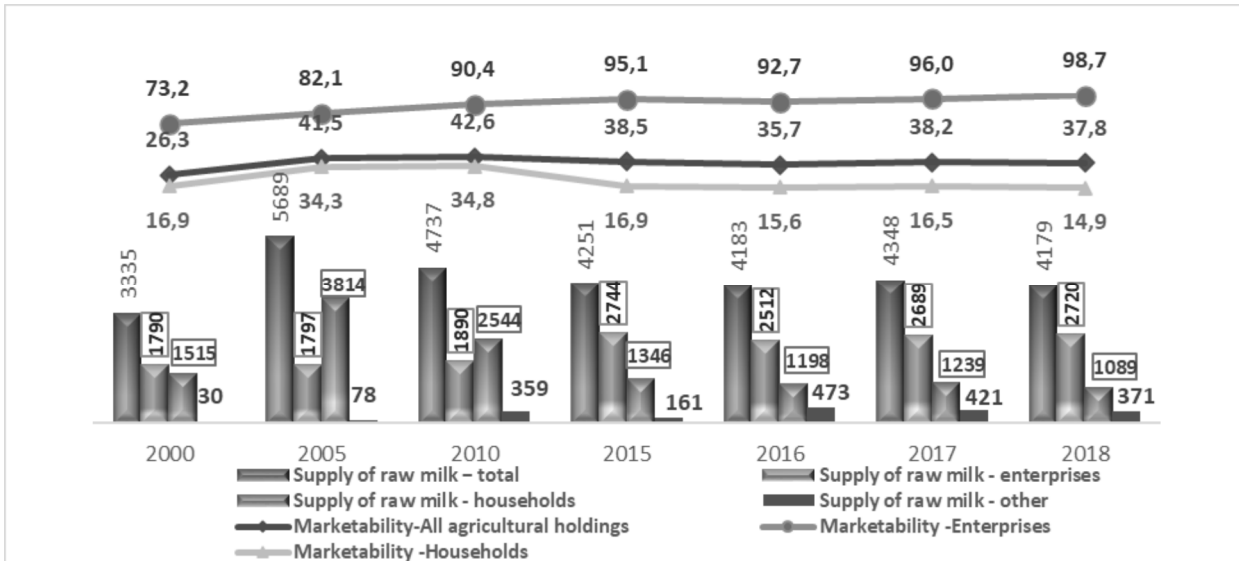 73,2 82,1 90,4 95,1 92,7 96,0 98,7
26,3 41,5 42,6 38,5 35,7 38,2 37,8
16,9 34,3 34,8 16,9 15,6 16,5 14,9
3335 5689 4737 4251 4183 4348 4179
1790 1797 1890 2744 2512 2689 2720
1515 3814 2544 1346 1198 1239 1089
30 78 359 161 473 421 371
2000 2005 2010 2015 2016 2017 2018
Supply of raw milk – total Supply of raw milk - enterprises
Supply of raw milk - households Supply of raw milk - other
Marketability-All agricultural holdings Marketability -Enterprises
Marketability -Households